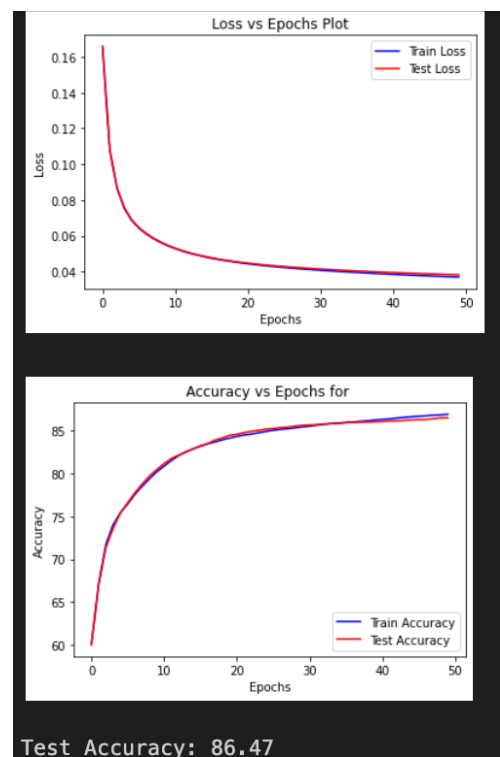 Loss vs Epochs Plot
Train Loss
Test Loss
0.16
0.14
0.12
0.10
0.08
0.06
0.04
Loss
0 10 20 30 40 50
Epochs
Accuracy vs Epochs for
85
80
75
70
65
60
Accuracy
Train Accuracy
Test Accuracy
0 10 20 30 40 50
Epochs
Test Accuracy: 86.47